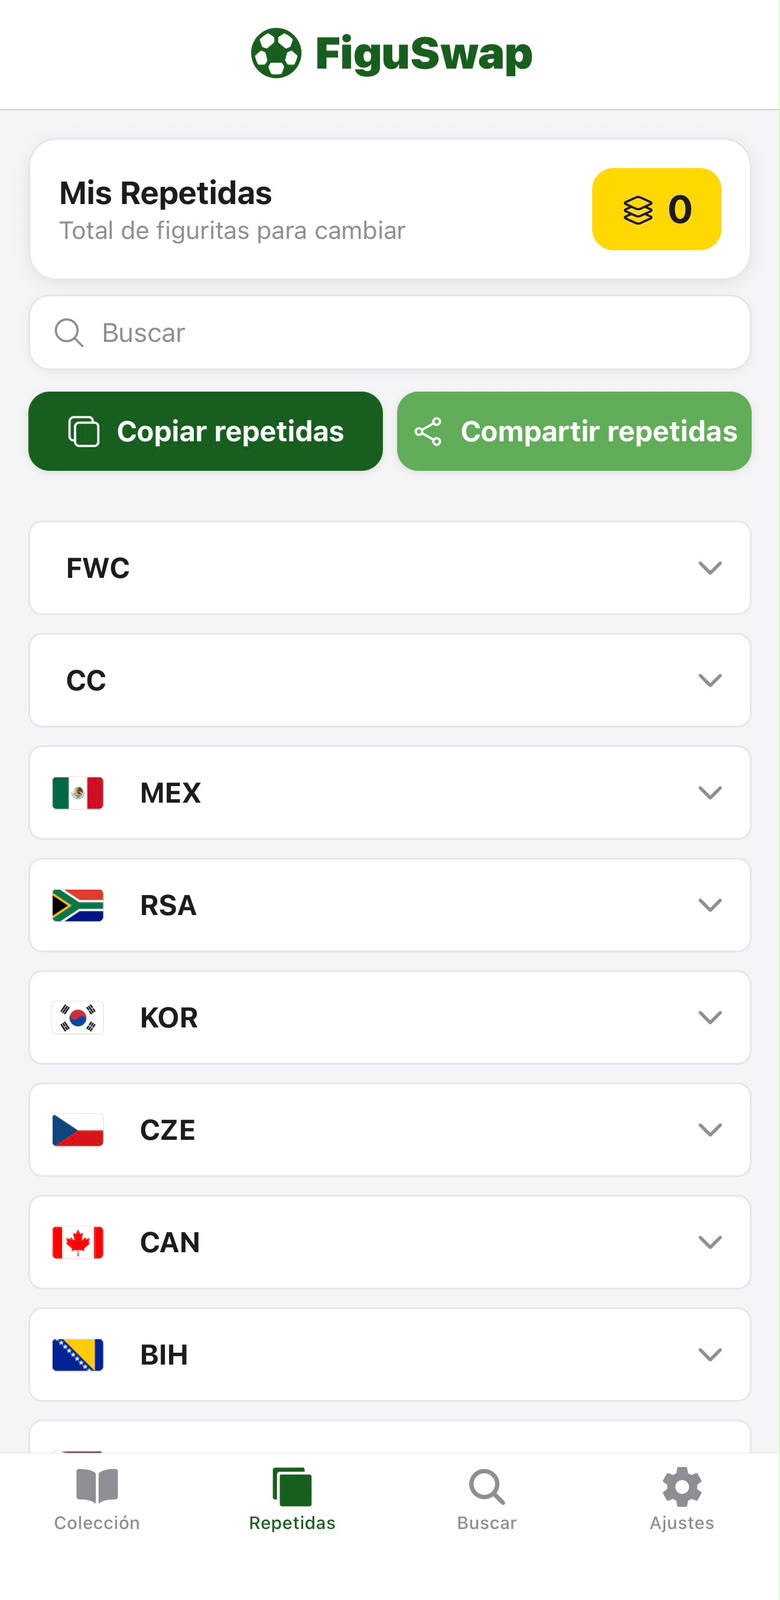 FiguSwap
Mis Repetidas
Total de figuritas para cambiar
0
Buscar
Copiar repetidas
Compartir repetidas
FWC
CC
MEX
RSA
KOR
CZE
CAN
BIH
Colección
Repetidas
Buscar
Ajustes